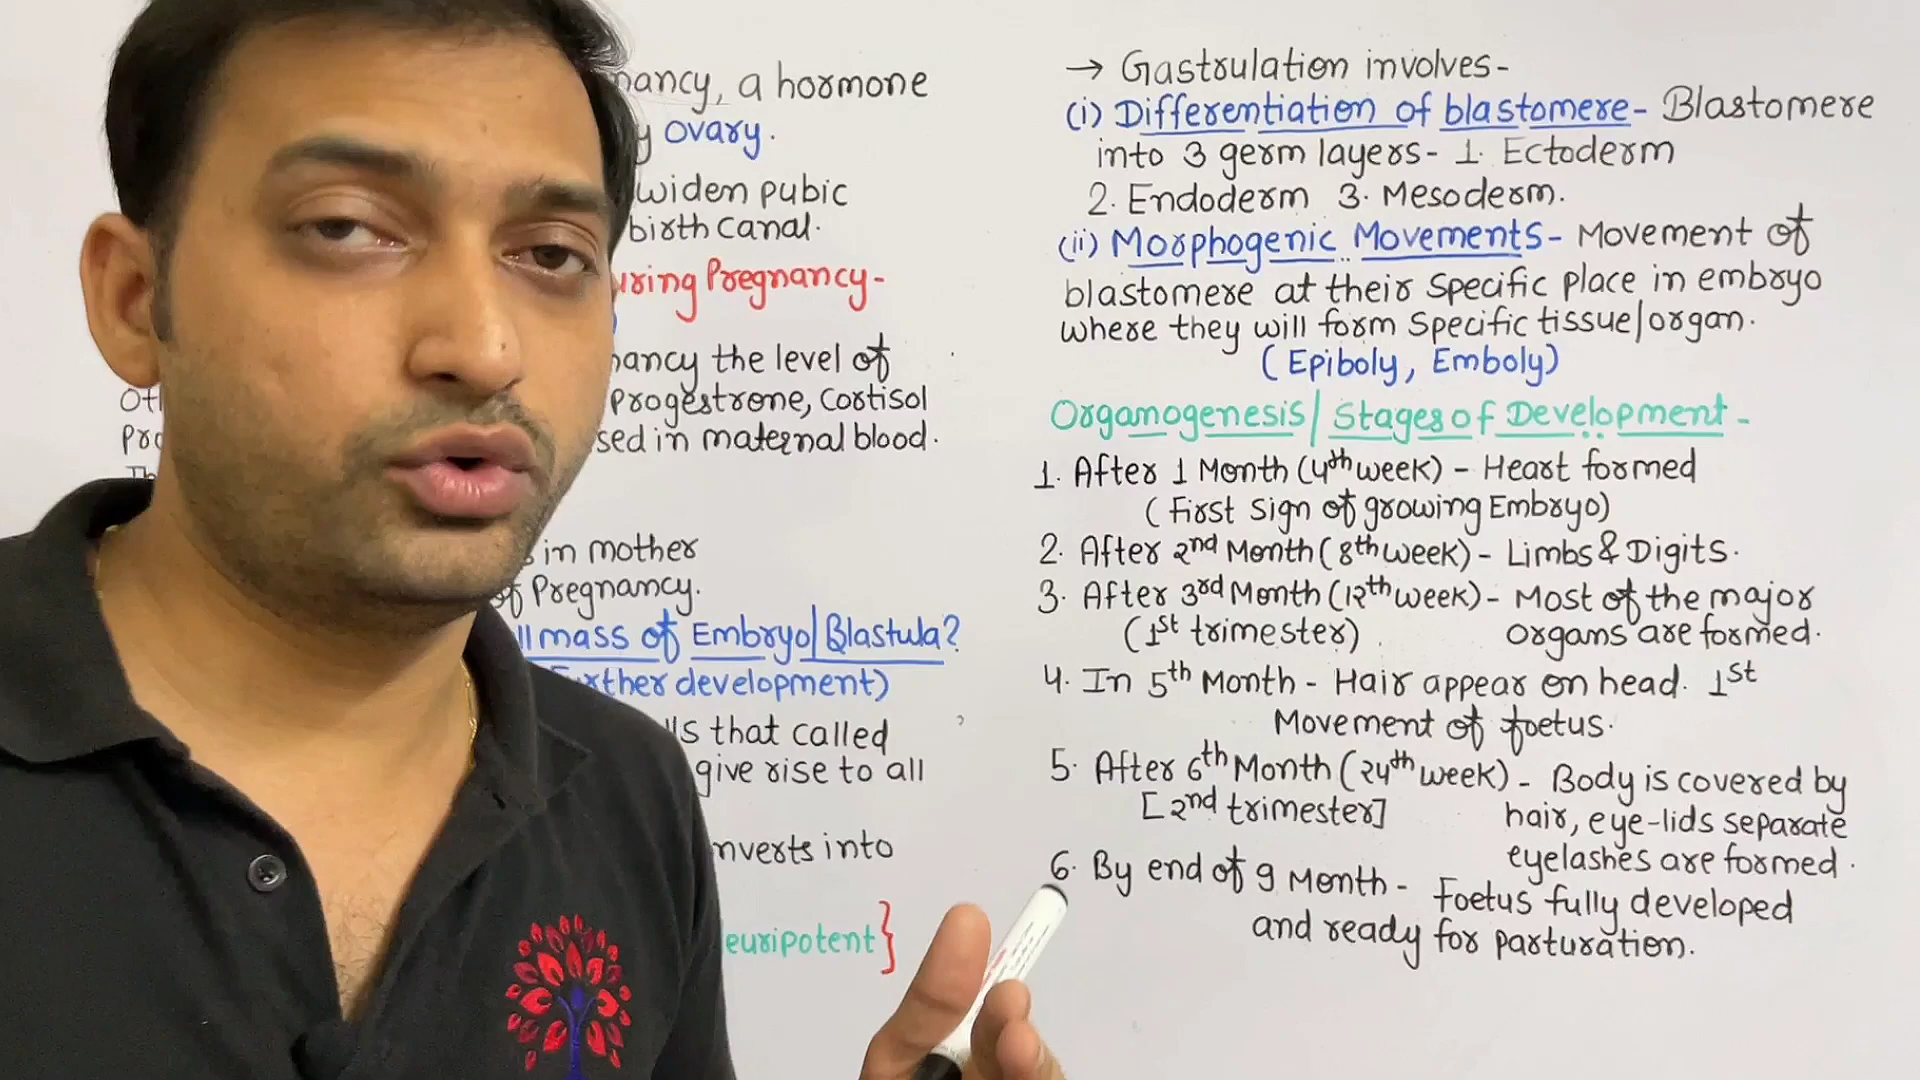 nancy, a hormone
y ovary.
widen pubic
birth canal.
uring Pregnancy-
nancy the level of
Progestrone, Cortisol
sed in maternal blood.
in mother
of Pregnancy.
ll mass of Embryo/Blastula?
Further development)
lls that called
give rise to all
nverts into
euripotent}
→ Gastrulation involves-
(i) Differentiation of blastomere- Blastomere
into 3 germ layers- 1. Ectoderm
2. Endoderm 3. Mesoderm.
(ii) Morphogenic Movements- Movement of
blastomere at their specific place in embryo
where they will form specific tissue/organ.
(Epiboly, Emboly)
Orgamogenesis/Stages of Development-
1. After 1 Month (4th week) - Heart formed
(First sign of growing Embryo)
2. After 2nd Month (8th week) - Limbs & Digits.
3. After 3rd Month (12th week) - Most of the major
(1st trimester) organs are formed.
4. In 5th Month - Hair appear on head. 1st
Movement of foetus.
5. After 6th Month (24th week) - Body is covered by
[2nd trimester] hair, eye-lids separate
eyelashes are formed.
6. By end of 9 Month - Foetus fully developed
and ready for parturation.